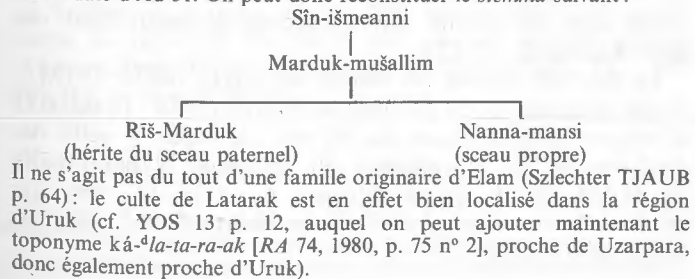 Sîn-išmeanni
Marduk-mušallim
Rīš-Marduk Nanna-mansi
(hérite du sceau paternel) (sceau propre)
Il ne s'agit pas du tout d'une famille originaire d'Elam (Szlechter TJAUB
p. 64) : le culte de Latarak est en effet bien localisé dans la région
d'Uruk (cf. YOS 13 p. 12, auquel on peut ajouter maintenant le
toponyme ká-ᵈla-ta-ra-ak [RA 74, 1980, p. 75 nº 2], proche de Uzarpara,
donc également proche d'Uruk).